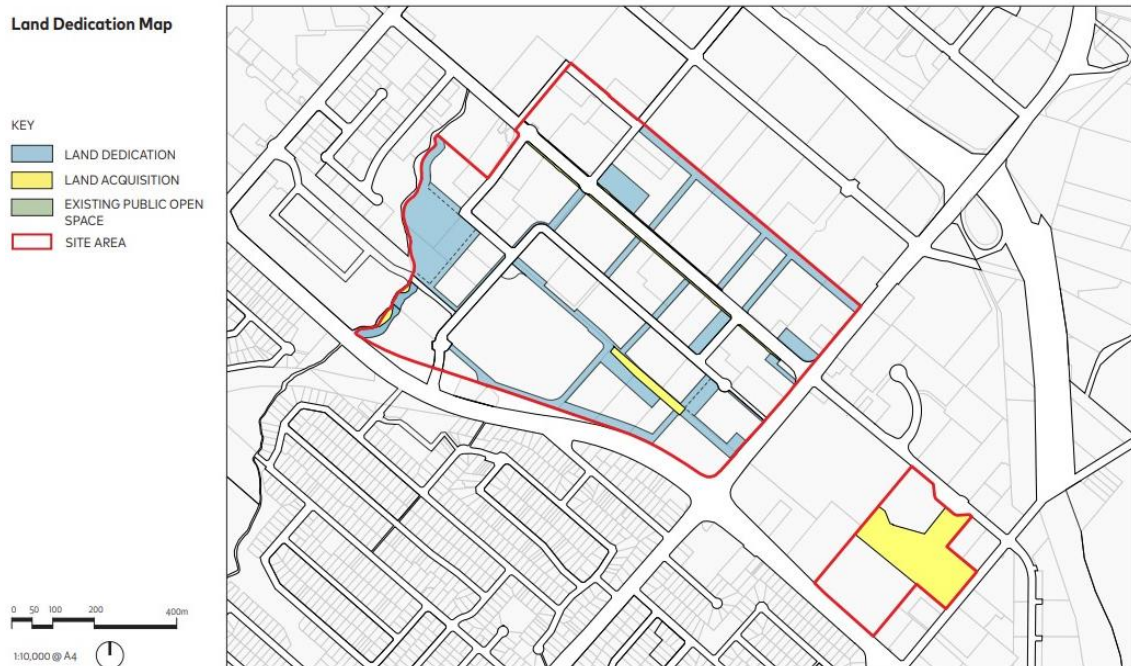 Land Dedication Map
KEY
LAND DEDICATION
LAND ACQUISITION
EXISTING PUBLIC OPEN
SPACE
SITE AREA
0 50 100 200 400m
1:10,000 @ A4